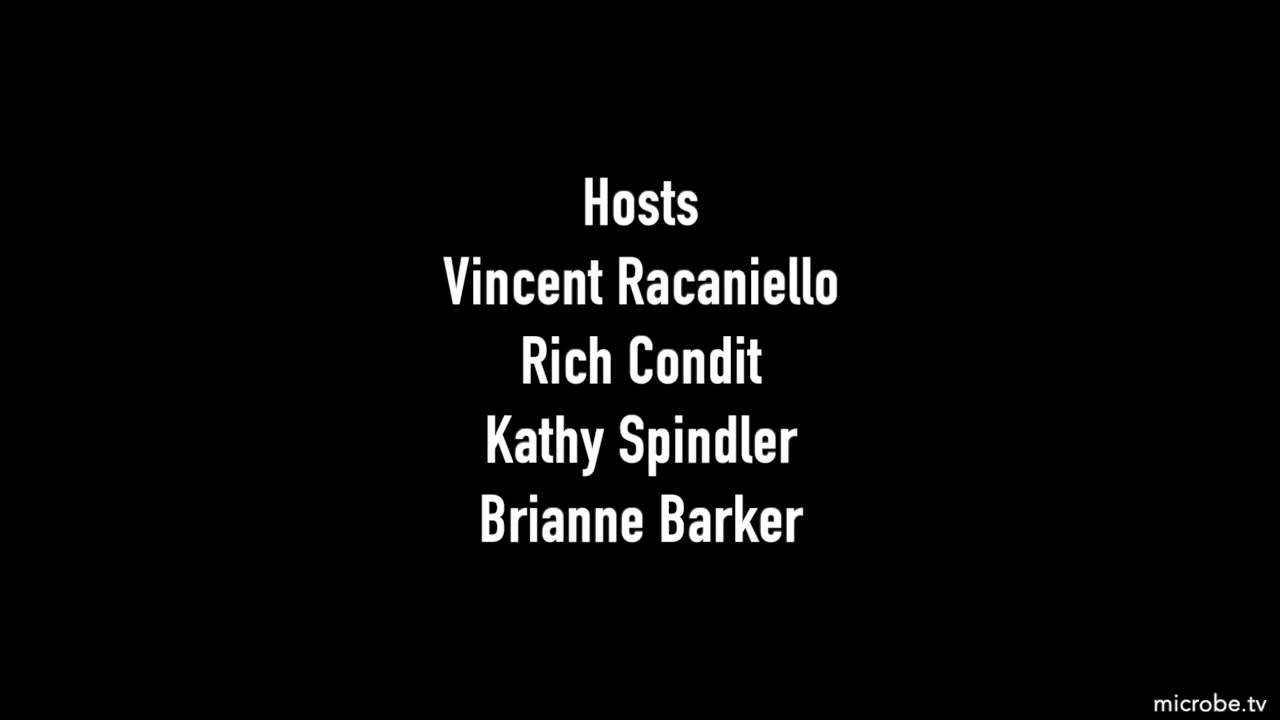 Hosts
Vincent Racaniello
Rich Condit
Kathy Spindler
Brianne Barker
microbe.tv